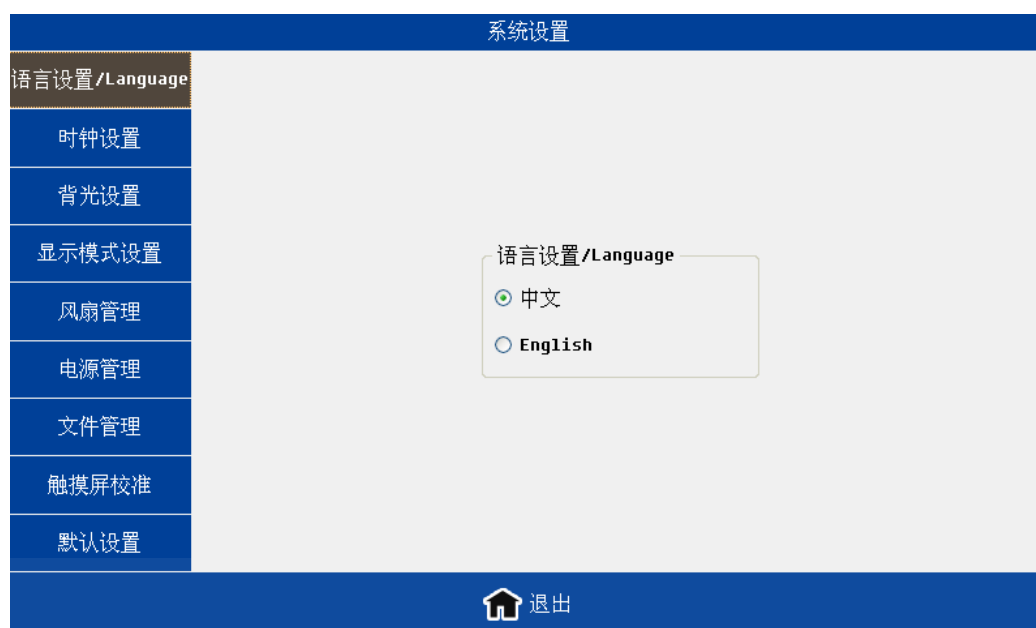 系统设置
语言设置/Language
时钟设置
背光设置
显示模式设置
风扇管理
电源管理
文件管理
触摸屏校准
默认设置
语言设置/Language
中文
English
退出